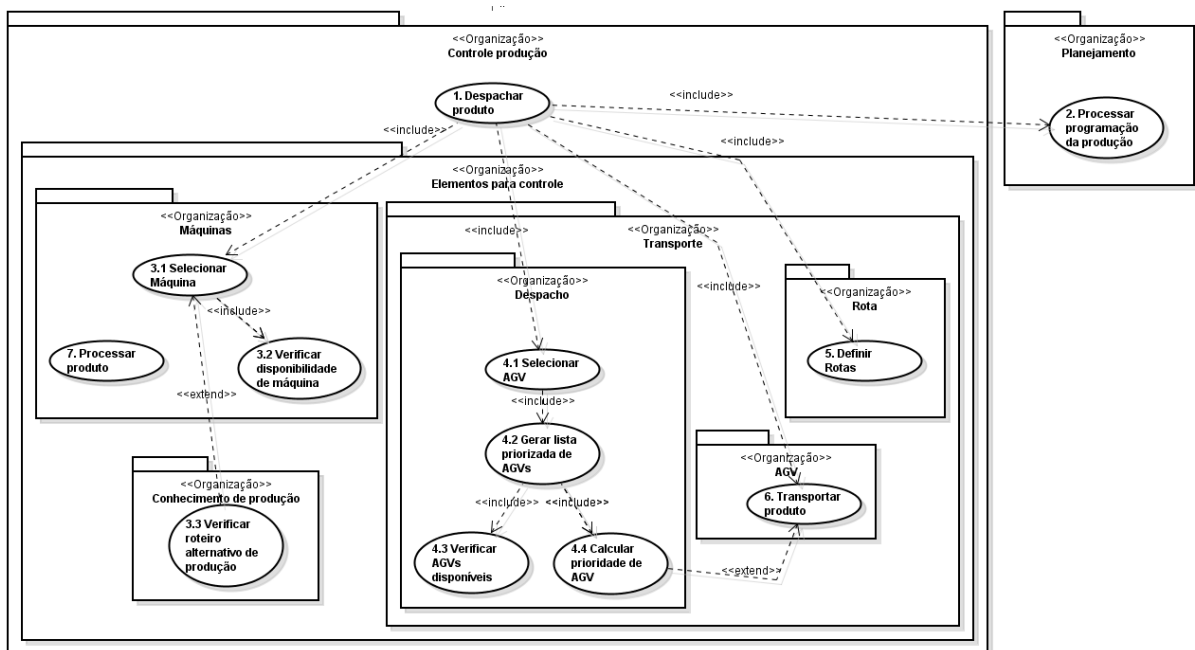 <<Organização>>
Controle produção
<<Organização>>
Planejamento
1. Despachar
produto
<<include>>
2. Processar
programação
da produção
<<include>>
<<include>>
<<Organização>>
Elementos para controle
<<Organização>>
Máquinas
<<include>>
<<Organização>>
Transporte
3.1 Selecionar
Máquina
<<include>>
7. Processar
produto
3.2 Verificar
disponibilidade
de máquina
<<extend>>
<<Organização>>
Conhecimento de produção
3.3 Verificar
roteiro
alternativo de
produção
<<Organização>>
Despacho
<<include>>
4.1 Selecionar
AGV
<<include>>
4.2 Gerar lista
priorizada de
AGVs
<<include>>
<<include>>
4.3 Verificar
AGVs
disponíveis
4.4 Calcular
prioridade de
AGV
<<extend>>
<<Organização>>
Rota
5. Definir
Rotas
<<Organização>>
AGV
6. Transportar
produto